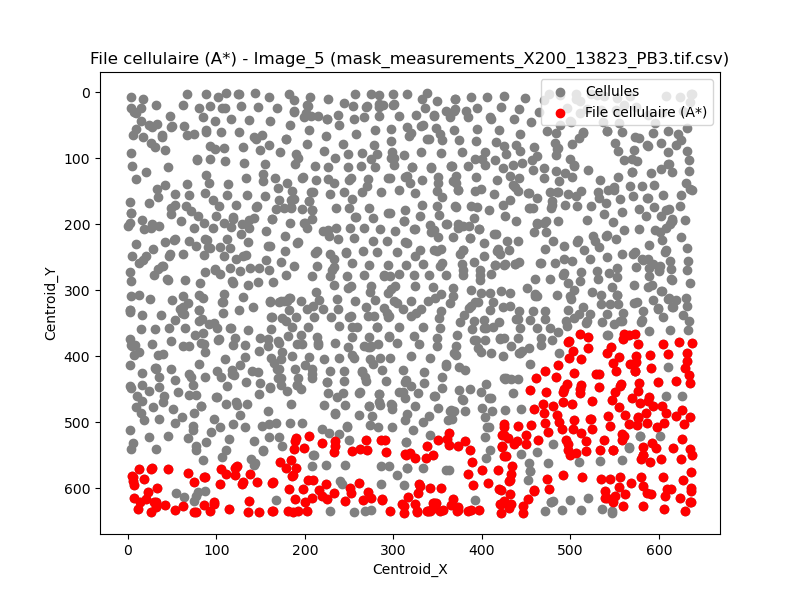 File cellulaire (A*) - Image_5 (mask_measurements_X200_13823_PB3.tif.csv)
Cellules
File cellulaire (A*)
0
100
200
300
400
500
600
Centroid_Y
0 100 200 300 400 500 600
Centroid_X